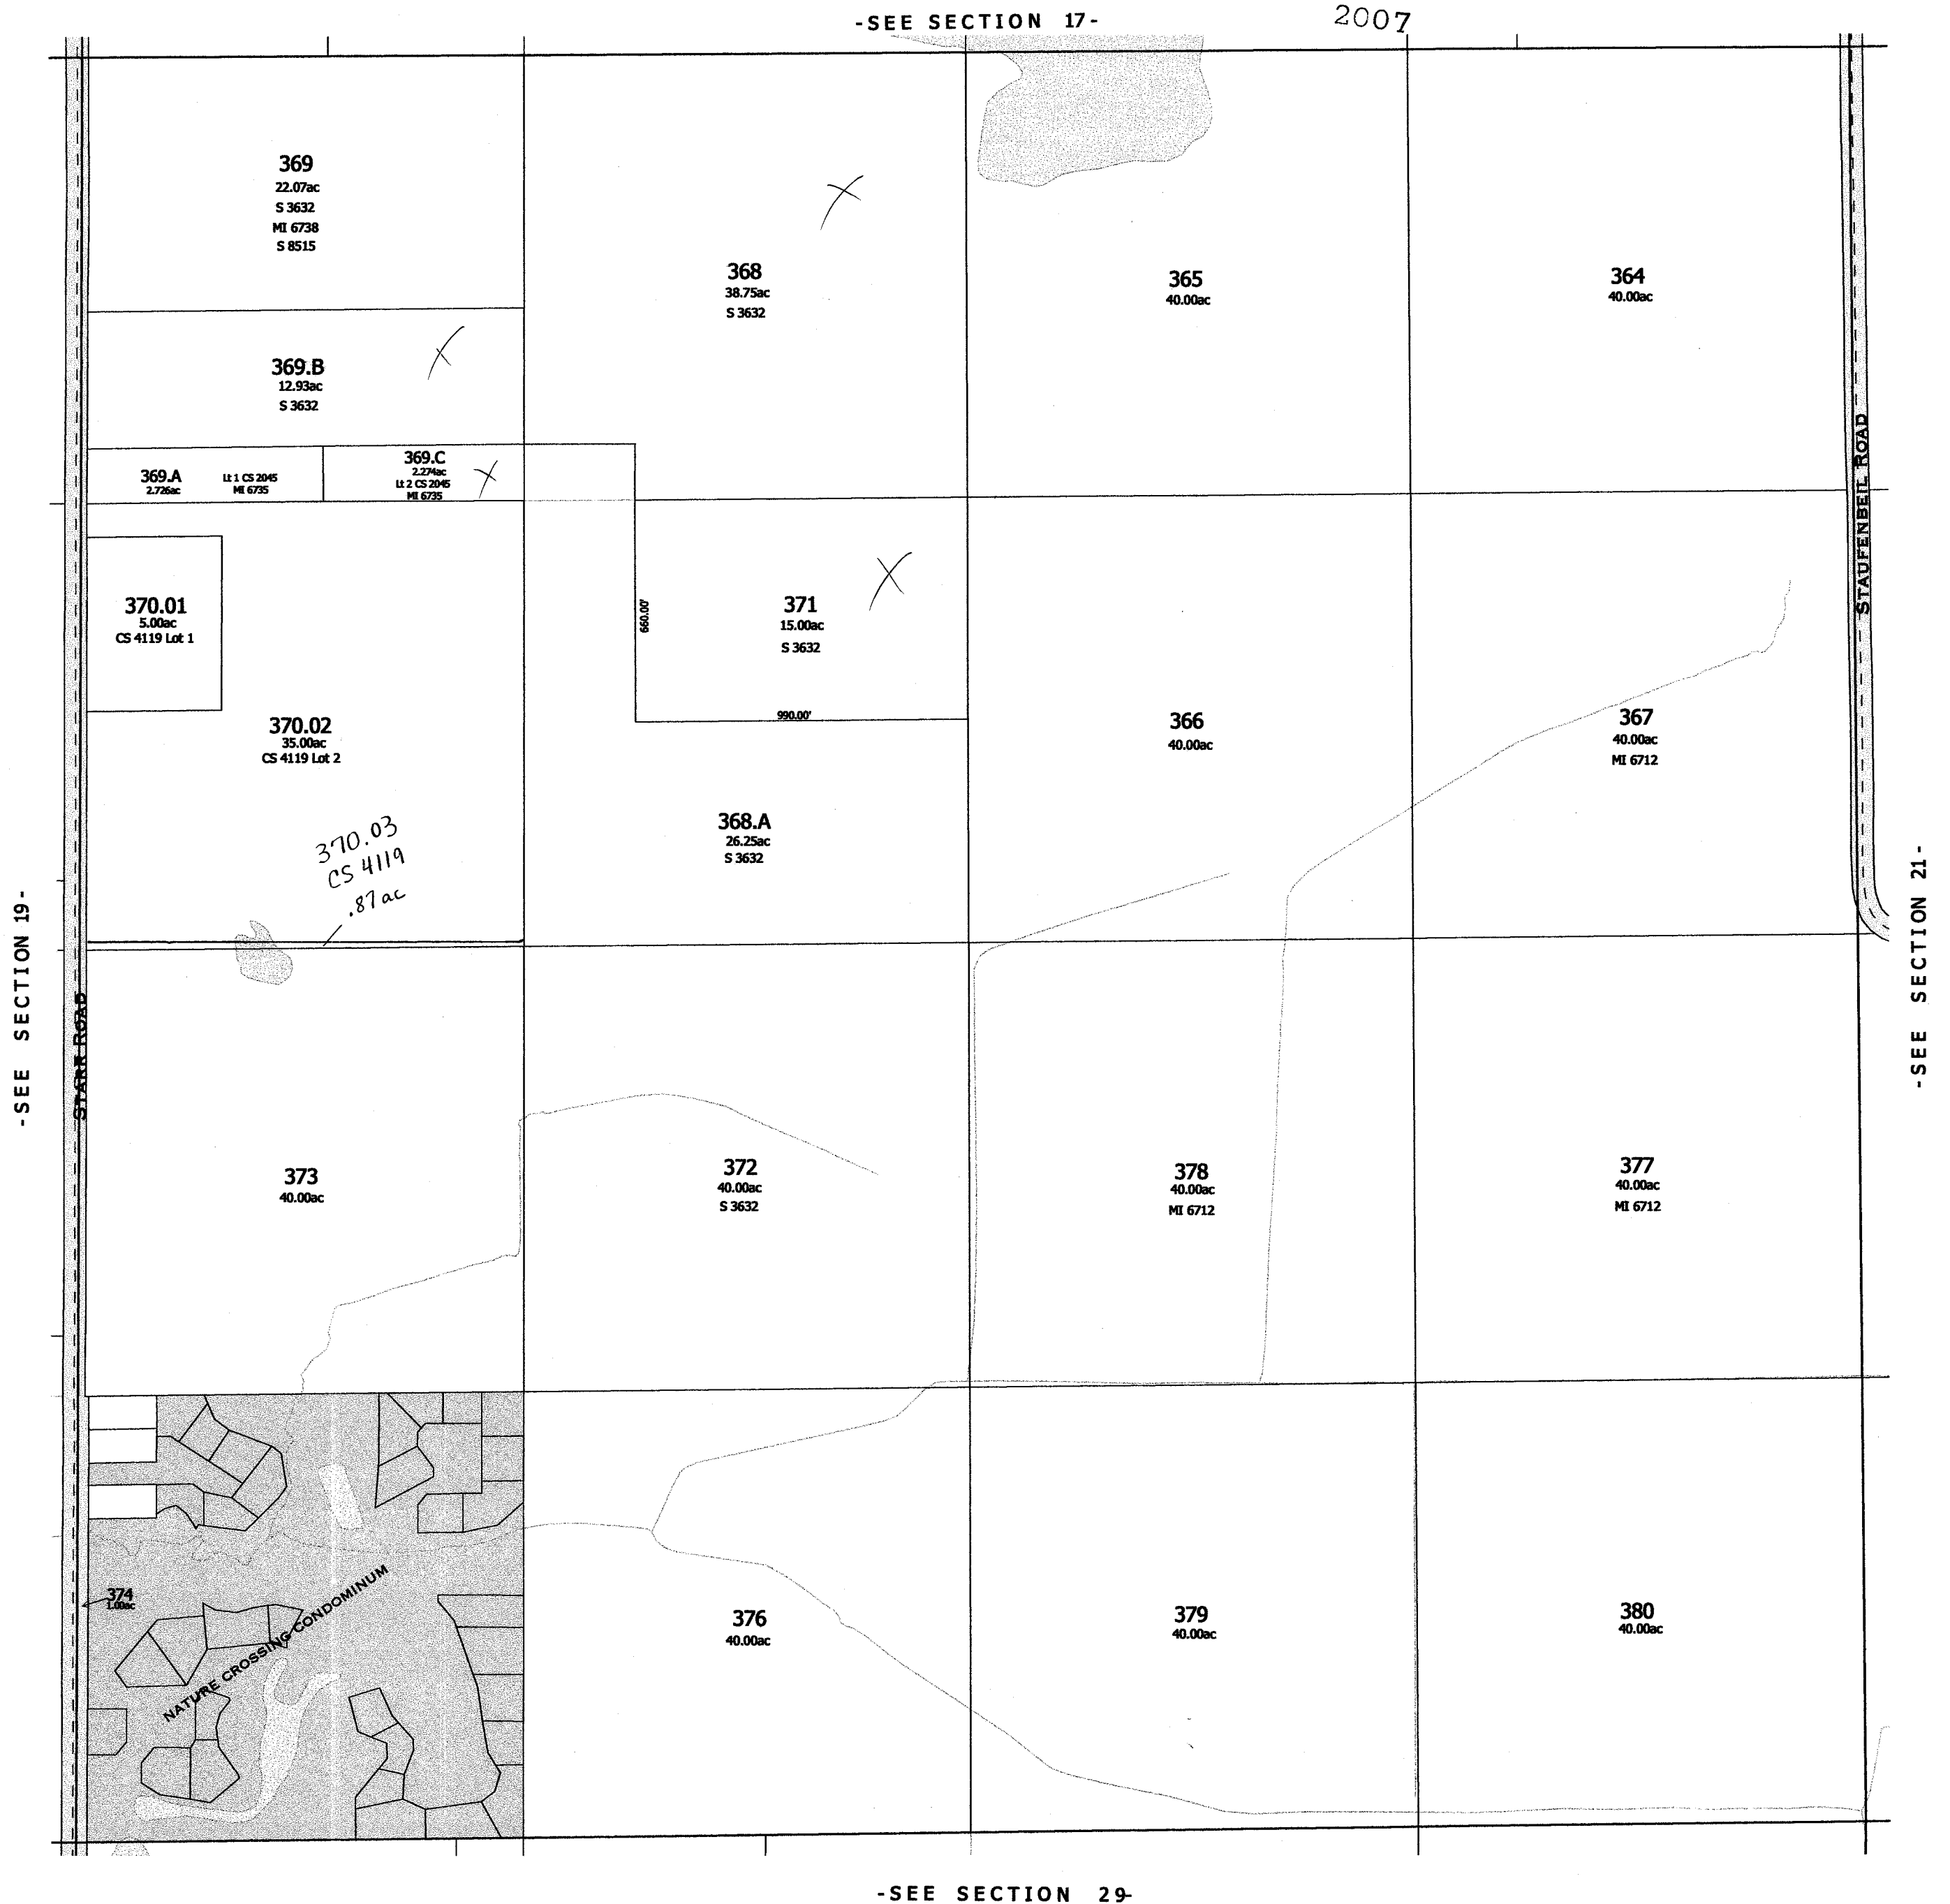 -SEE SECTION 17-
2007
369
22.07ac
S 3632
MI 6738
S 8515
368
38.75ac
S 3632
365
40.00ac
364
40.00ac
369.B
12.93ac
S 3632
369.A
2.726ac
Lt 1 CS 2045
MI 6735
369.C
2.274ac
Lt 2 CS 2045
MI 6735
STAUFENBEIL ROAD
370.01
5.00ac
CS 4119 Lot 1
660.00'
371
15.00ac
S 3632
990.00'
370.02
35.00ac
CS 4119 Lot 2
366
40.00ac
367
40.00ac
MI 6712
370.03
CS 4119
.87 ac
368.A
26.25ac
S 3632
-SEE SECTION 19-
-SEE SECTION 21-
STARR ROAD
373
40.00ac
372
40.00ac
S 3632
378
40.00ac
MI 6712
377
40.00ac
MI 6712
374
1.00ac
NATURE CROSSING CONDOMINUM
376
40.00ac
379
40.00ac
380
40.00ac
-SEE SECTION 29-